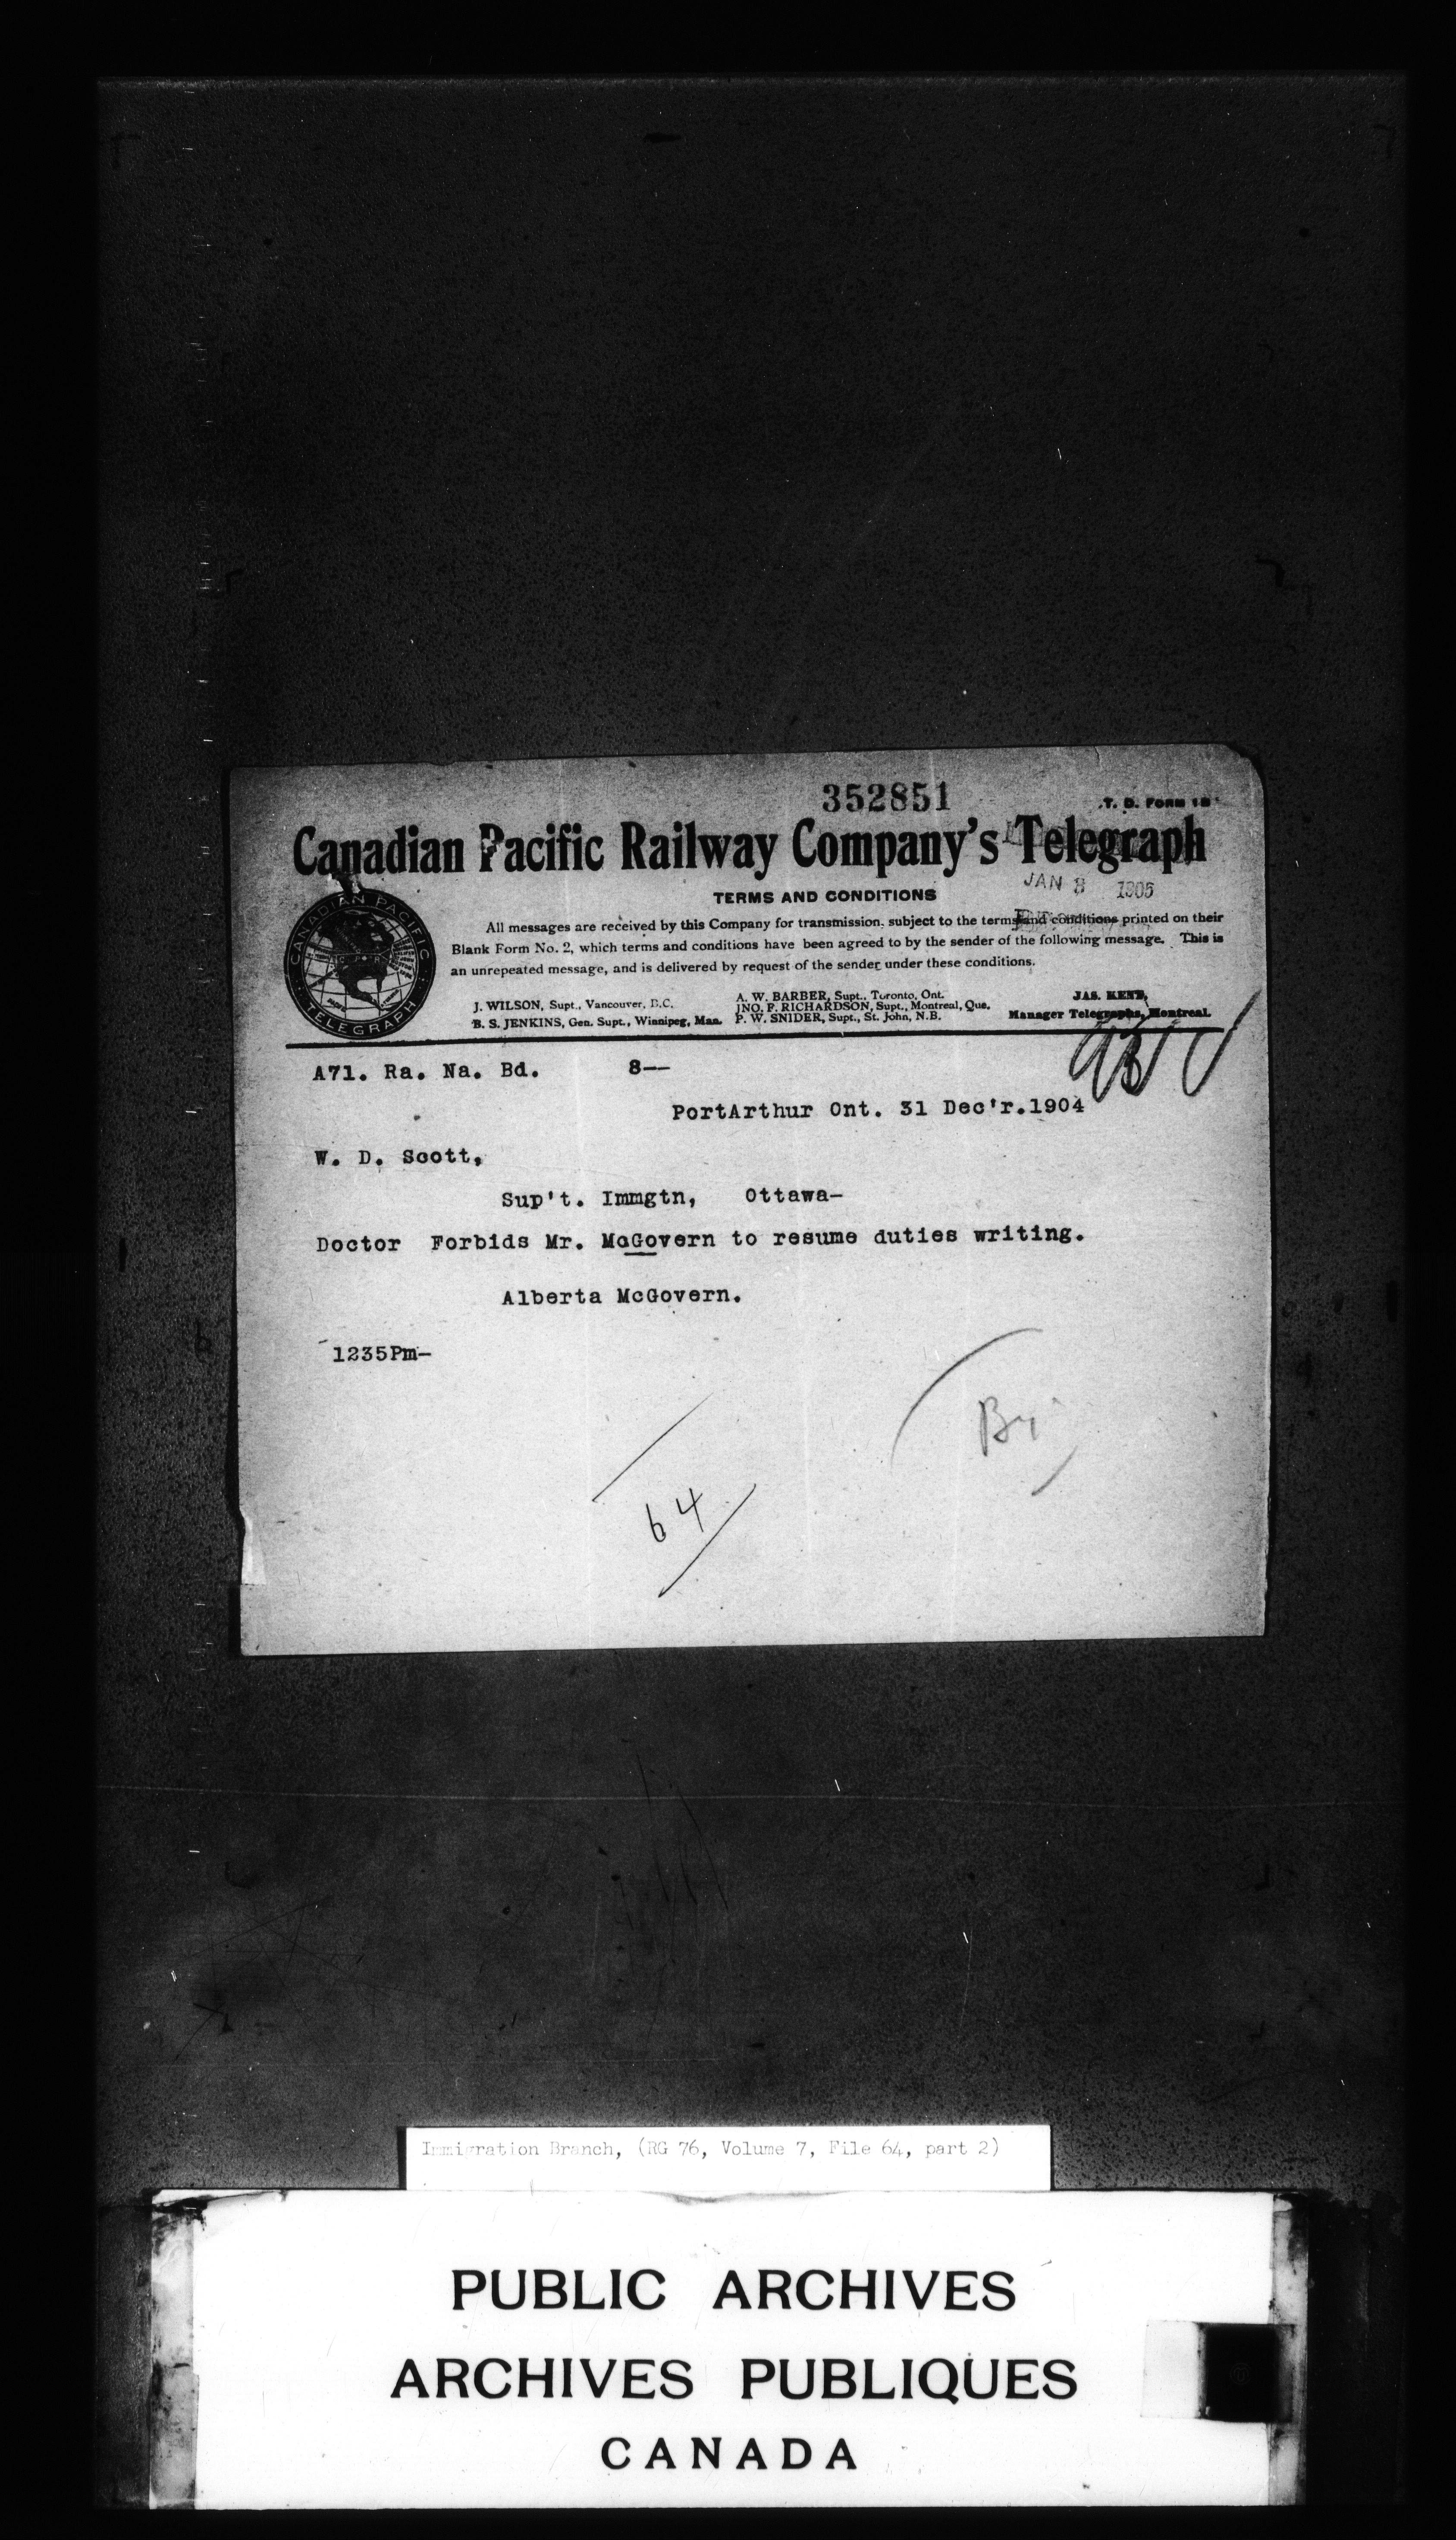 352851
T. D. FORM 1B
Canadian Pacific Railway Company's Telegraph
JAN 3 1905
TERMS AND CONDITIONS
All messages are received by this Company for transmission, subject to the terms and conditions printed on their
Blank Form No. 2, which terms and conditions have been agreed to by the sender of the following message. This is
an unrepeated message, and is delivered by request of the sender under these conditions.
CANADIAN PACIFIC
C.P.R
TELEGRAPH
J. WILSON, Supt., Vancouver, B.C.
B. S. JENKINS, Gen. Supt., Winnipeg, Man.
A. W. BARBER, Supt., Toronto, Ont.
JNO. F. RICHARDSON, Supt., Montreal, Que.
P. W. SNIDER, Supt., St. John, N.B.
JAS. KENT,
Manager Telegraphs, Montreal.
A71. Ra. Na. Bd. 8—
PortArthur Ont. 31 Dec'r.1904
W. D. Scott,
Sup't. Immgtn, Ottawa—
Doctor Forbids Mr. McGovern to resume duties writing.
Alberta McGovern.
1235Pm—
64
Immigration Branch, (RG 76, Volume 7, File 64, part 2)
PUBLIC ARCHIVES
ARCHIVES PUBLIQUES
CANADA